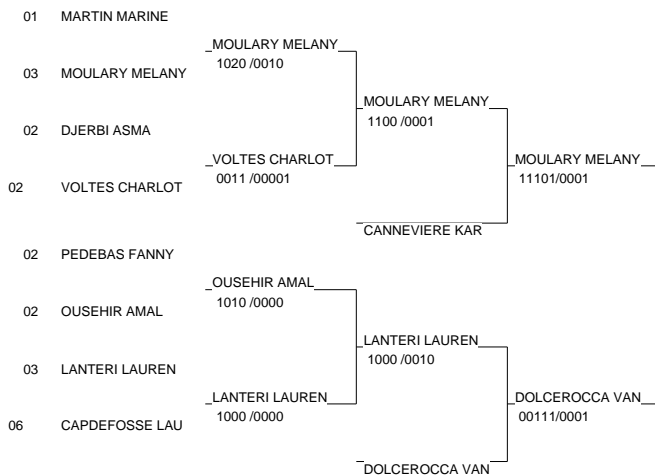 01 MARTIN MARINE
MOULARY MELANY
1020 /0010
03 MOULARY MELANY
MOULARY MELANY
1100 /0001
02 DJERBI ASMA
VOLTES CHARLOT
0011 /00001
MOULARY MELANY
11101/0001
02 VOLTES CHARLOT
CANNEVIERE KAR
02 PEDEBAS FANNY
OUSEHIR AMAL
1010 /0000
02 OUSEHIR AMAL
LANTERI LAUREN
1000 /0010
03 LANTERI LAUREN
LANTERI LAUREN
1000 /0000
DOLCEROCCA VAN
00111/0001
06 CAPDEFOSSE LAU
DOLCEROCCA VAN